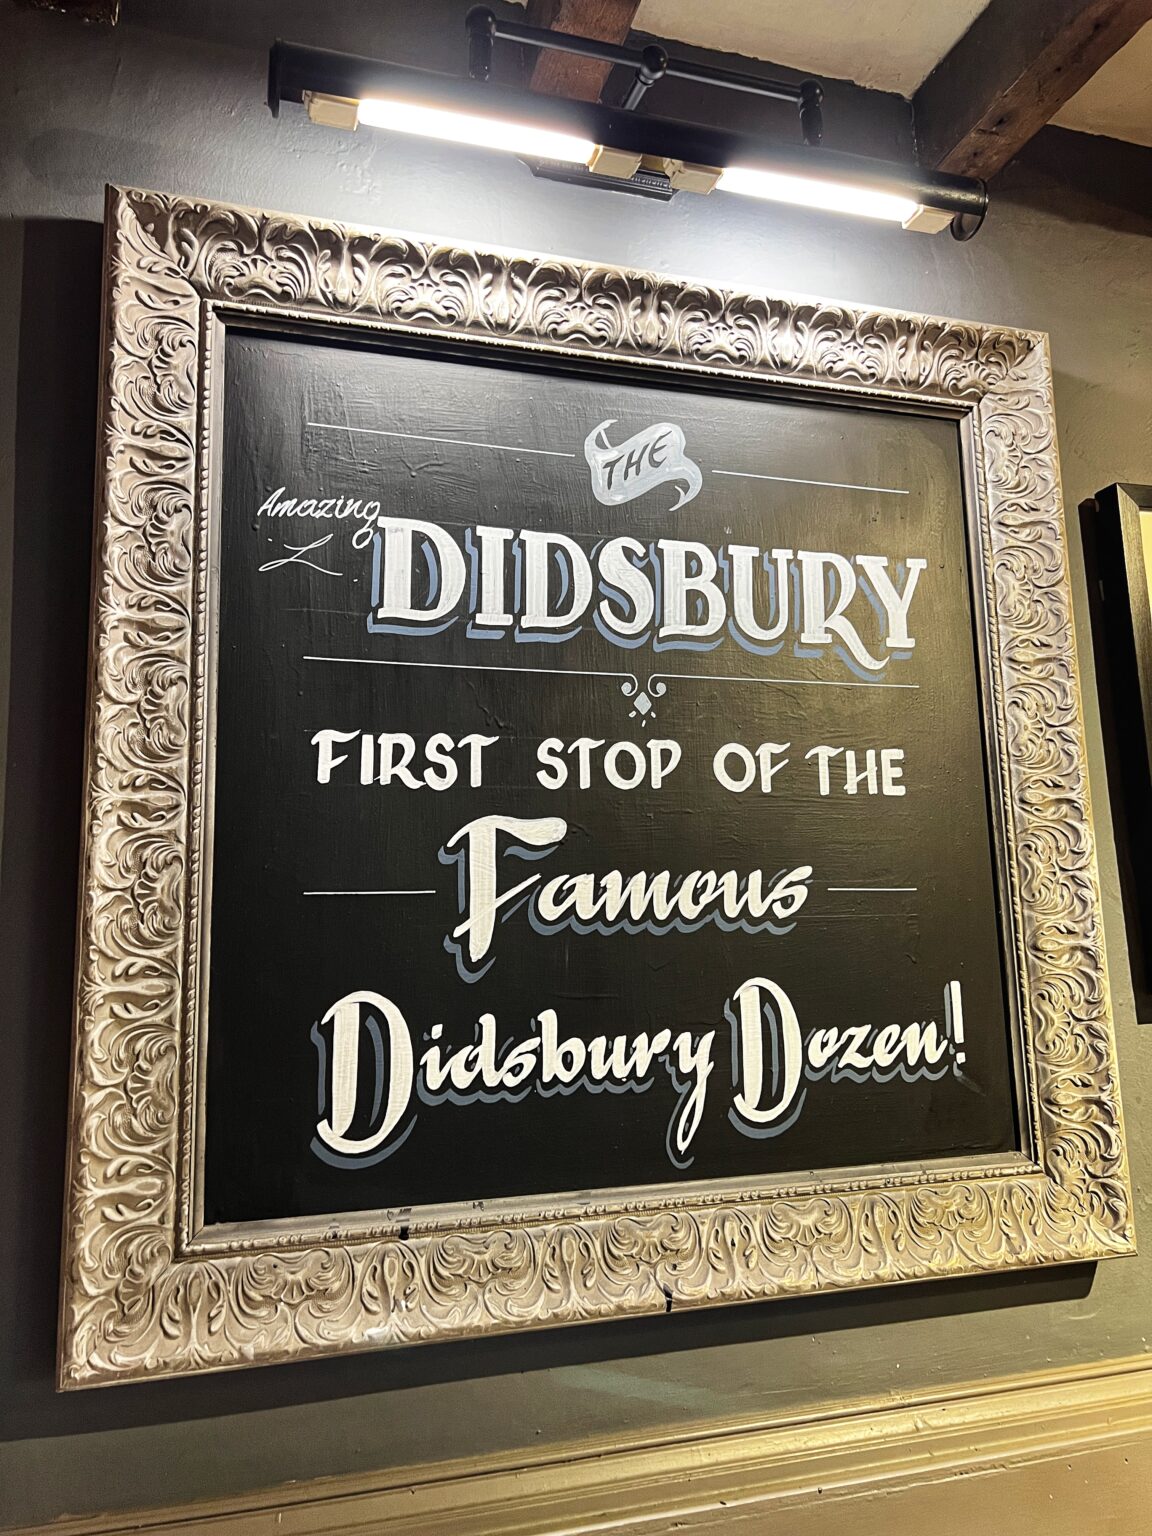 THE
Amazing
DIDSBURY
FIRST STOP OF THE
Famous
Didsbury Dozen!